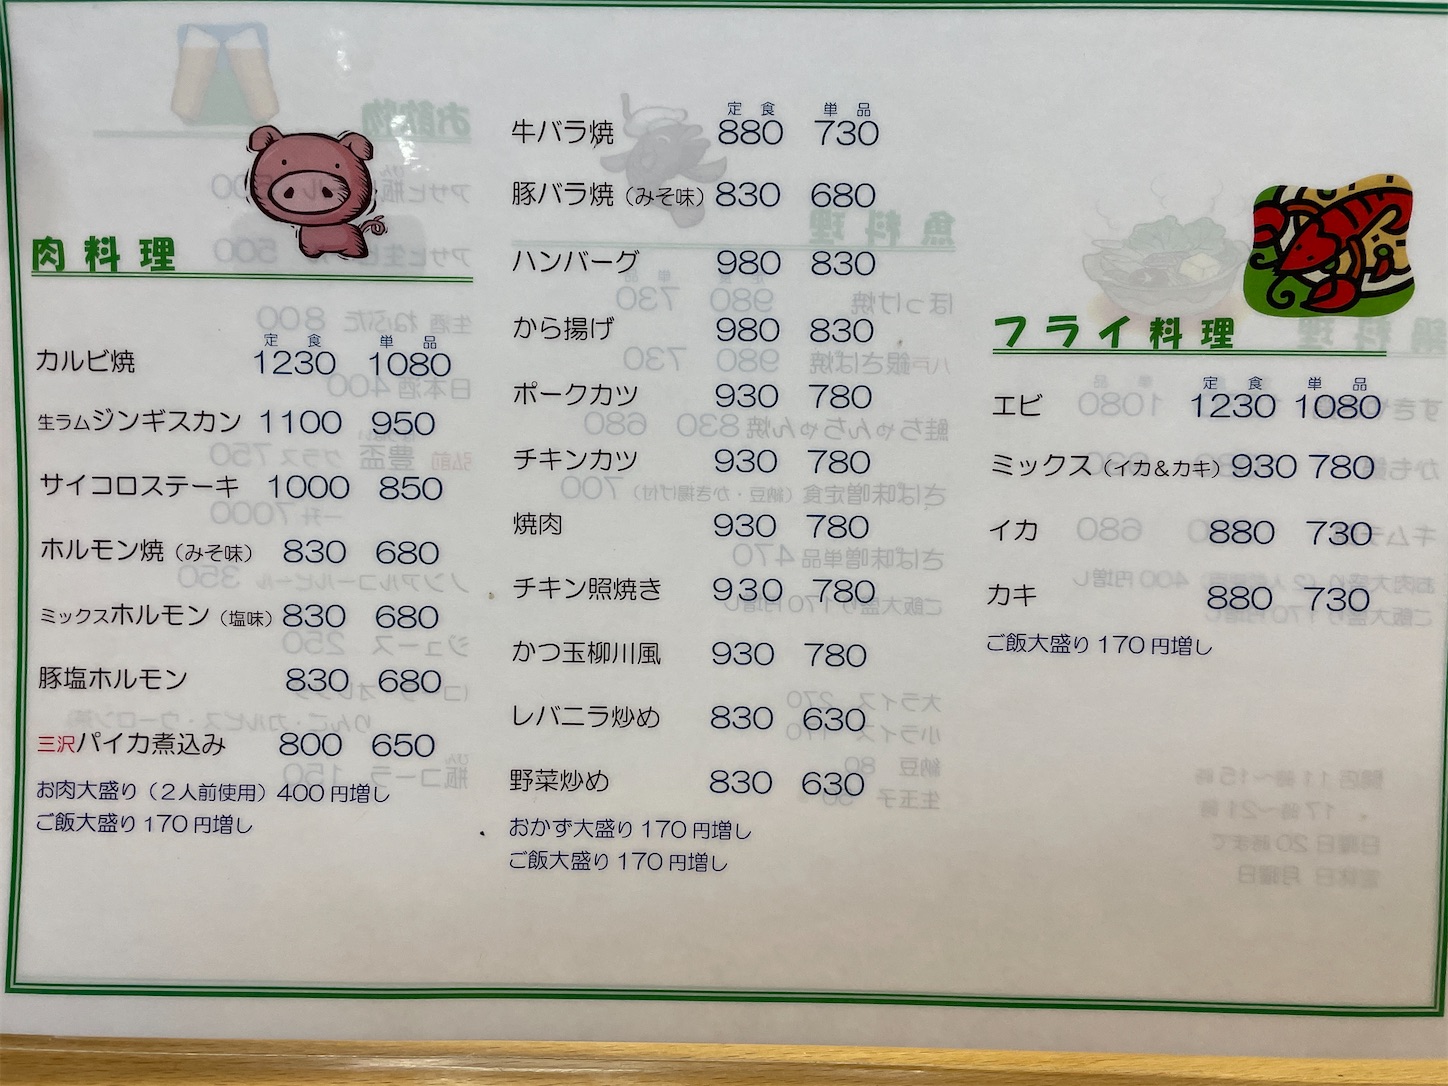 肉料理
定食 単品
カルビ焼 1230 1080
生ラムジンギスカン 1100 950
サイコロステーキ 1000 850
ホルモン焼（みそ味） 830 680
ミックスホルモン（塩味） 830 680
豚塩ホルモン 830 680
三沢パイカ煮込み 800 650
お肉大盛り（２人前使用）400円増し
ご飯大盛り170円増し
定食 単品
牛バラ焼 880 730
豚バラ焼（みそ味） 830 680
ハンバーグ 980 830
から揚げ 980 830
ポークカツ 930 780
チキンカツ 930 780
焼肉 930 780
チキン照焼き 930 780
かつ玉柳川風 930 780
レバニラ炒め 830 630
野菜炒め 830 630
おかず大盛り170円増し
ご飯大盛り170円増し
フライ料理
定食 単品
エビ 1230 1080
ミックス（イカ＆カキ） 930 780
イカ 880 730
カキ 880 730
ご飯大盛り170円増し